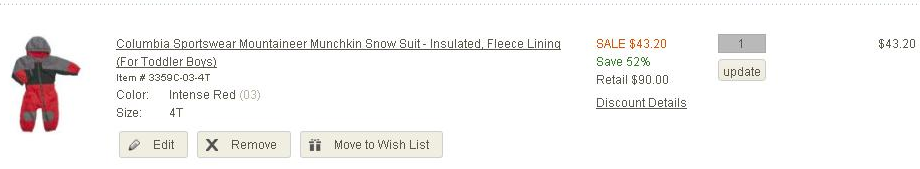 Columbia Sportswear Mountaineer Munchkin Snow Suit - Insulated, Fleece Lining
(For Toddler Boys)
Item # 3359C-03-4T
Color: Intense Red (03)
Size: 4T
Edit
Remove
Move to Wish List
SALE $43.20
Save 52%
Retail $90.00
Discount Details
1
update
$43.20